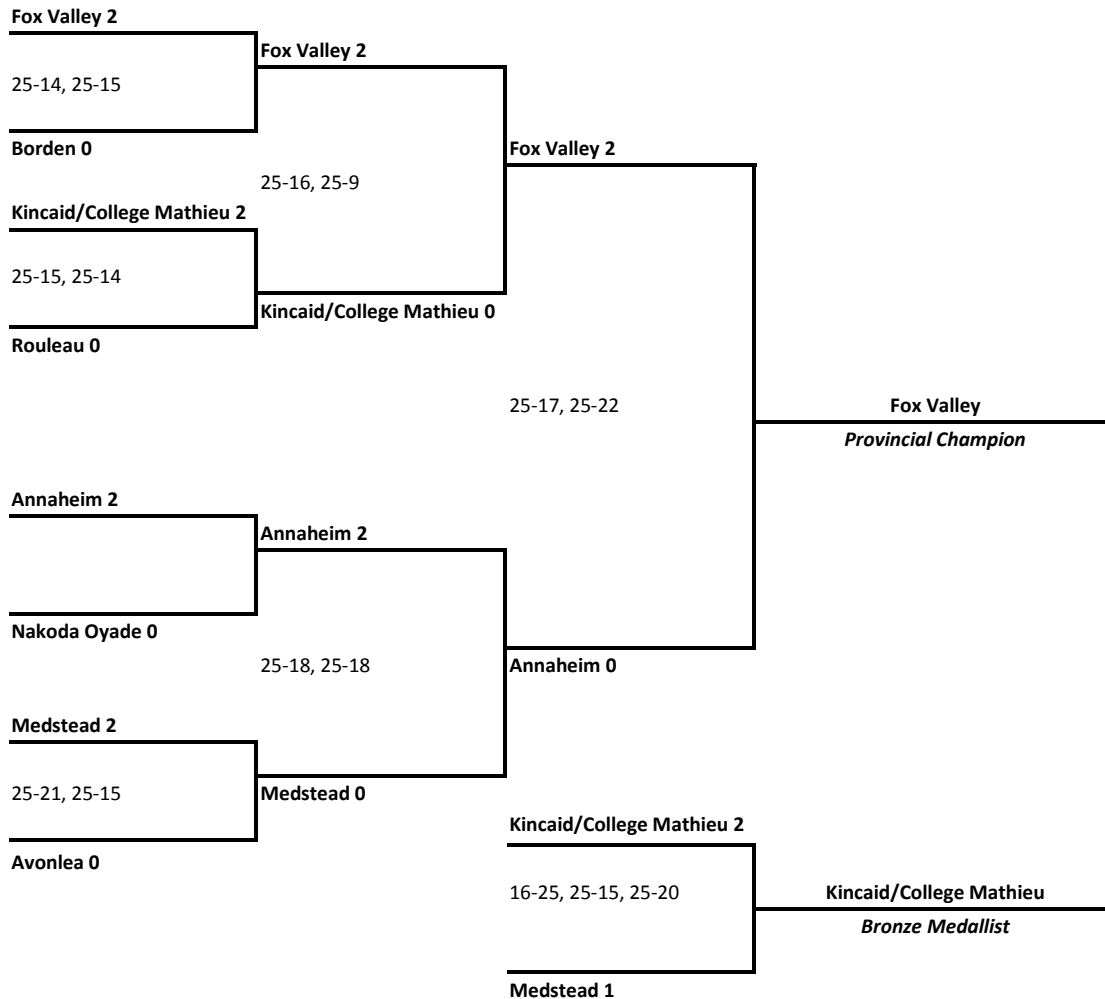 Fox Valley 2
Fox Valley 2
25-14, 25-15
Borden 0
Fox Valley 2
25-16, 25-9
Kincaid/College Mathieu 2
25-15, 25-14
Kincaid/College Mathieu 0
Rouleau 0
25-17, 25-22
Fox Valley
Provincial Champion
Annaheim 2
Annaheim 2
Nakoda Oyade 0
25-18, 25-18
Annaheim 0
Medstead 2
25-21, 25-15
Medstead 0
Kincaid/College Mathieu 2
Avonlea 0
16-25, 25-15, 25-20
Kincaid/College Mathieu
Bronze Medallist
Medstead 1